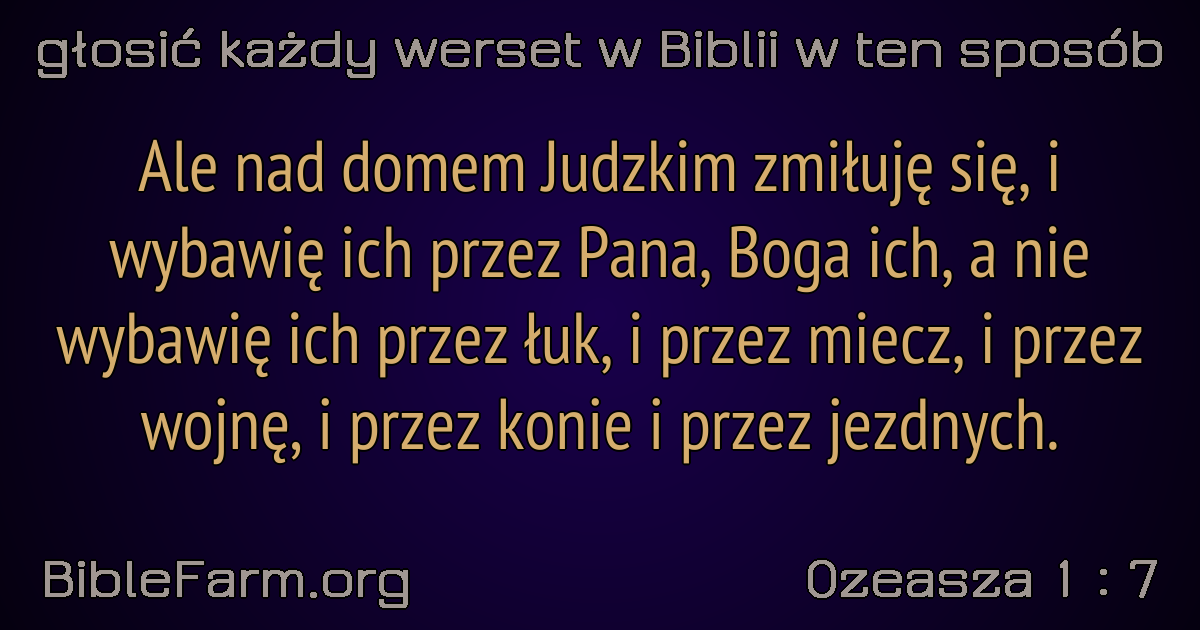 głosić każdy werset w Biblii w ten sposób
Ale nad domem Judzkim zmiłuję się, i
wybawię ich przez Pana, Boga ich, a nie
wybawię ich przez łuk, i przez miecz, i przez
wojnę, i przez konie i przez jezdnych.
BibleFarm.org
Ozeasza 1 : 7